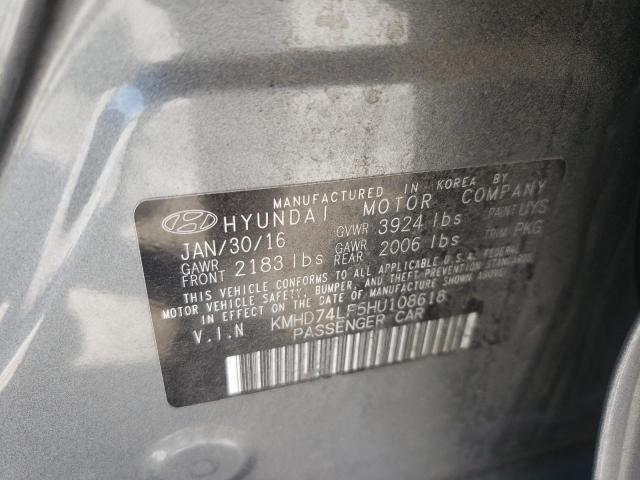 MANUFACTURED IN KOREA BY
HYUNDAI MOTOR COMPANY
JAN/30/16 GVWR 3924 lbs PAINT UYS
GAWR FRONT 2183 lbs GAWR REAR 2006 lbs TRIM PKG
THIS VEHICLE CONFORMS TO ALL APPLICABLE U.S.A. FEDERAL
MOTOR VEHICLE SAFETY, BUMPER, AND THEFT PREVENTION STANDARDS
IN EFFECT ON THE DATE OF MANUFACTURE SHOWN ABOVE.
V.I.N KMHD74LF5HU108618
PASSENGER CAR